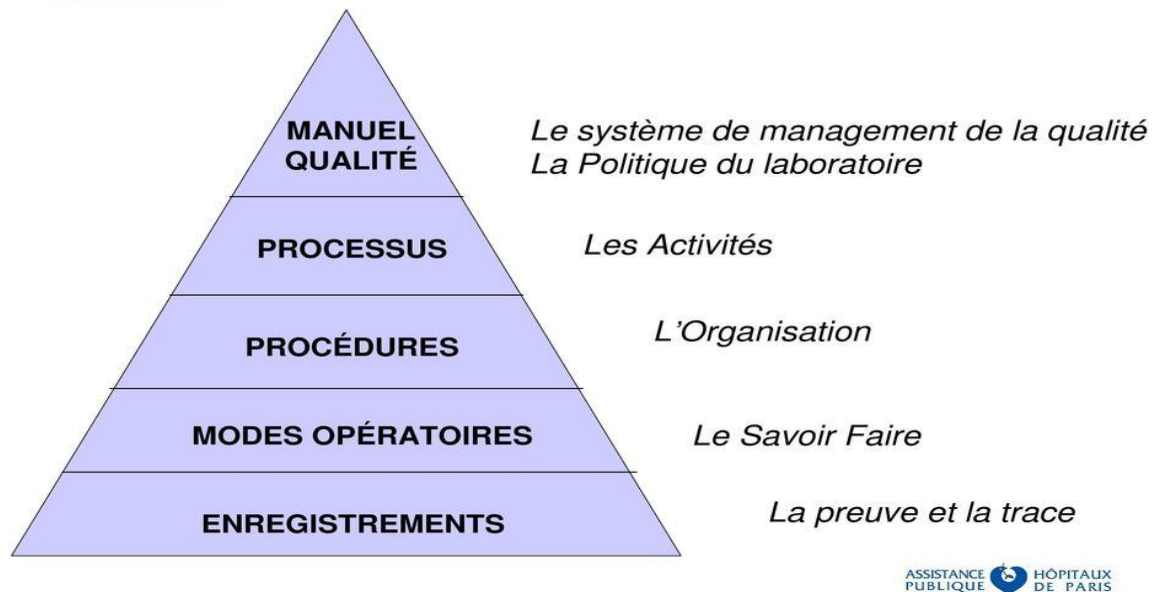 MANUEL
QUALITÉ
Le système de management de la qualité
La Politique du laboratoire
PROCESSUS
Les Activités
PROCÉDURES
L’Organisation
MODES OPÉRATOIRES
Le Savoir Faire
ENREGISTREMENTS
La preuve et la trace
ASSISTANCE HÔPITAUX
PUBLIQUE DE PARIS